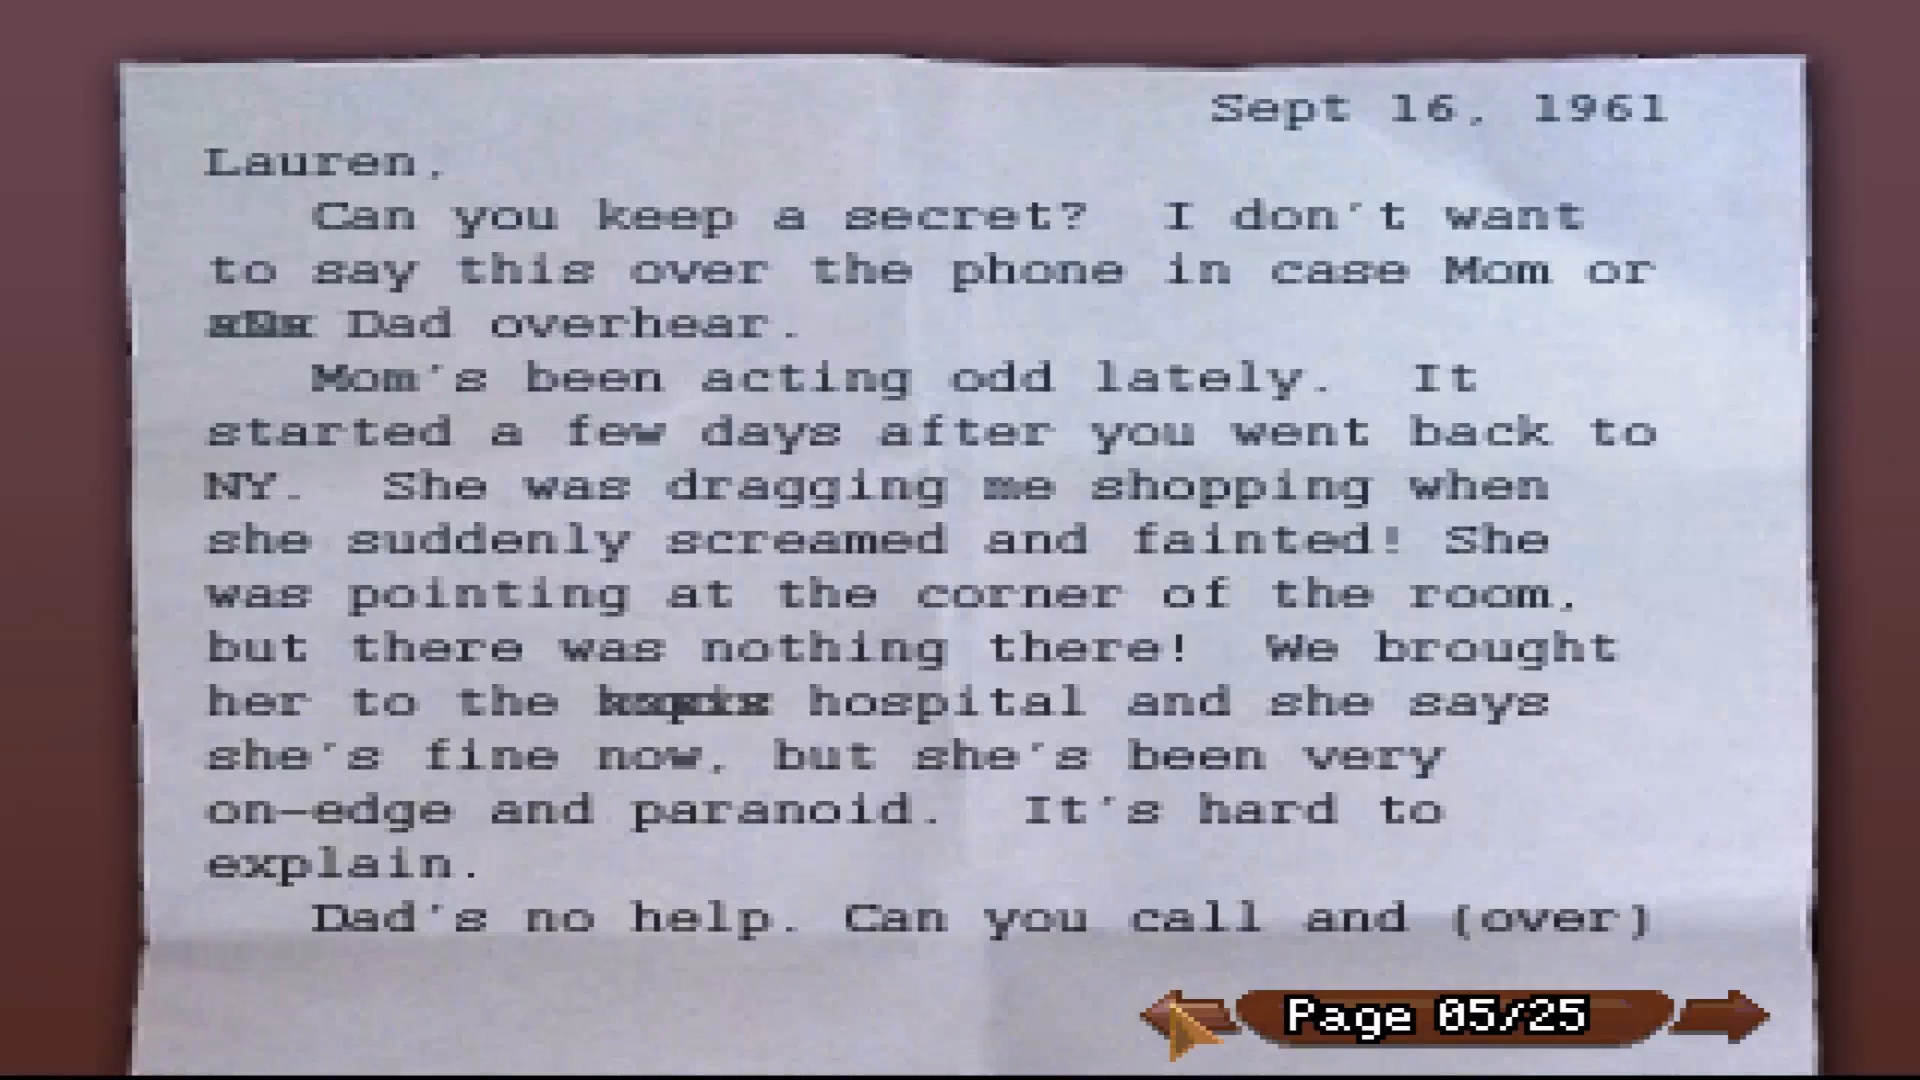 Sept 16, 1961
Lauren,
Can you keep a secret? I don't want
to say this over the phone in case Mom or
Dad overhear.
Mom's been acting odd lately. It
started a few days after you went back to
NY. She was dragging me shopping when
she suddenly screamed and fainted! She
was pointing at the corner of the room,
but there was nothing there! We brought
her to the hospital and she says
she's fine now, but she's been very
on-edge and paranoid. It's hard to
explain.
Dad's no help. Can you call and (over)
Page 05/25